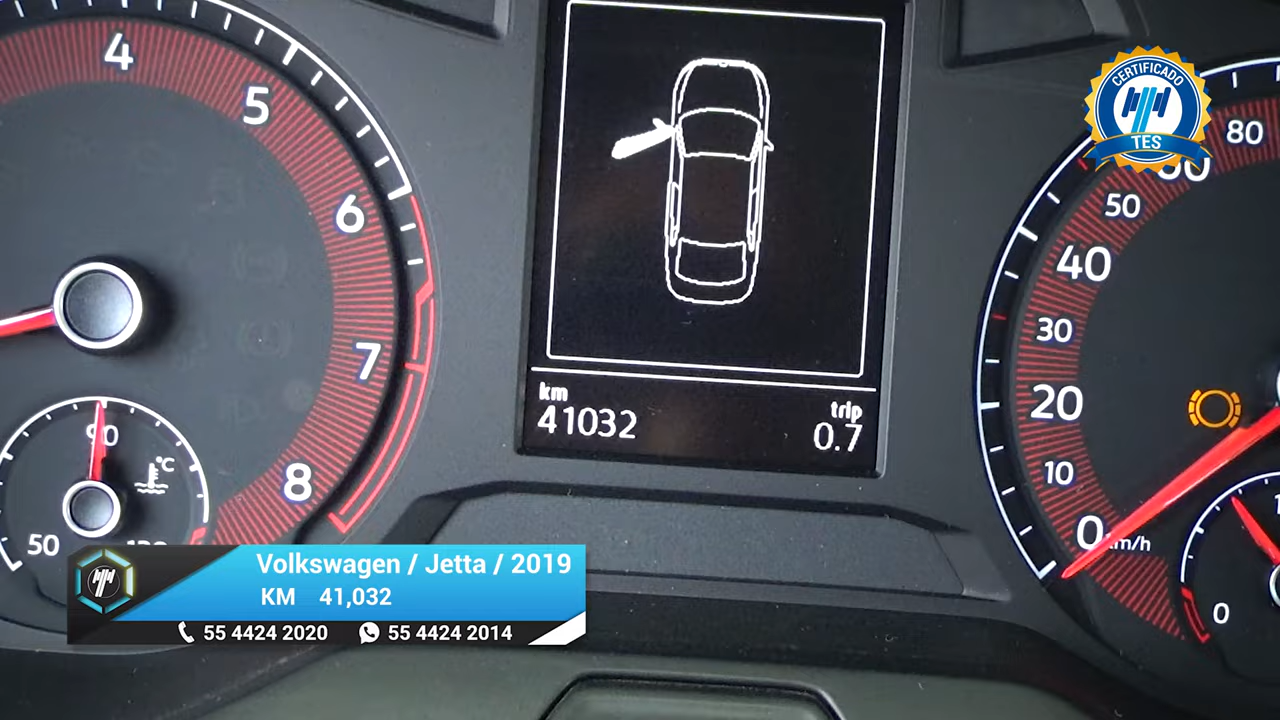 4
5
6
7
8
90
°C
50
km
41032
trip
0.7
CERTIFICADO
TES
80
60
50
40
30
20
10
0
km/h
0
Volkswagen / Jetta / 2019
KM 41,032
55 4424 2020 55 4424 2014